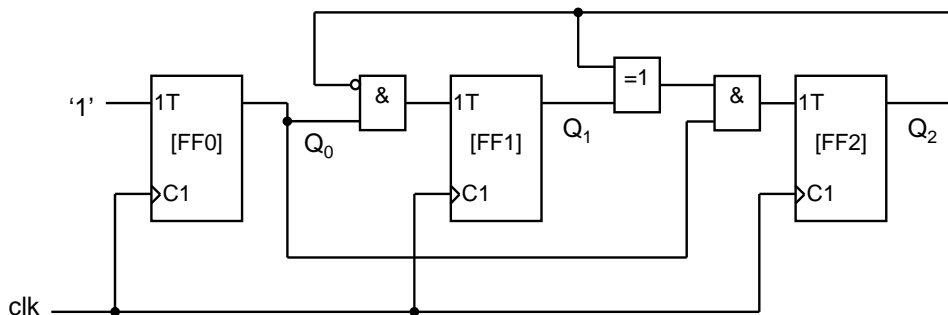 =1
&
&
'1'
1T
1T
1T
[FF0]
Q0
[FF1]
Q1
[FF2]
Q2
C1
C1
C1
clk